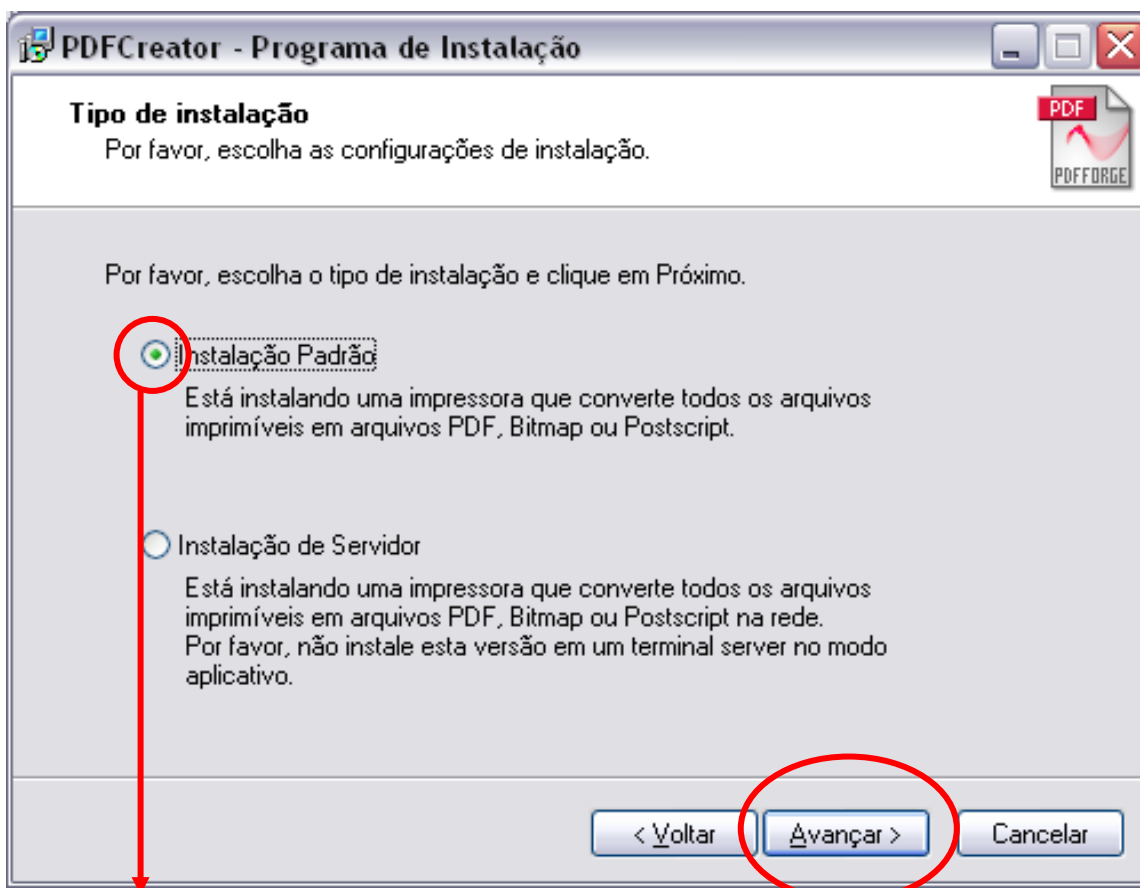 PDFCreator - Programa de Instalação
Tipo de instalação
Por favor, escolha as configurações de instalação.
PDF
PDFFORGE
Por favor, escolha o tipo de instalação e clique em Próximo.
Instalação Padrão
Está instalando uma impressora que converte todos os arquivos
imprimíveis em arquivos PDF, Bitmap ou Postscript.
Instalação de Servidor
Está instalando uma impressora que converte todos os arquivos
imprimíveis em arquivos PDF, Bitmap ou Postscript na rede.
Por favor, não instale esta versão em um terminal server no modo
aplicativo.
< Voltar
Avançar >
Cancelar